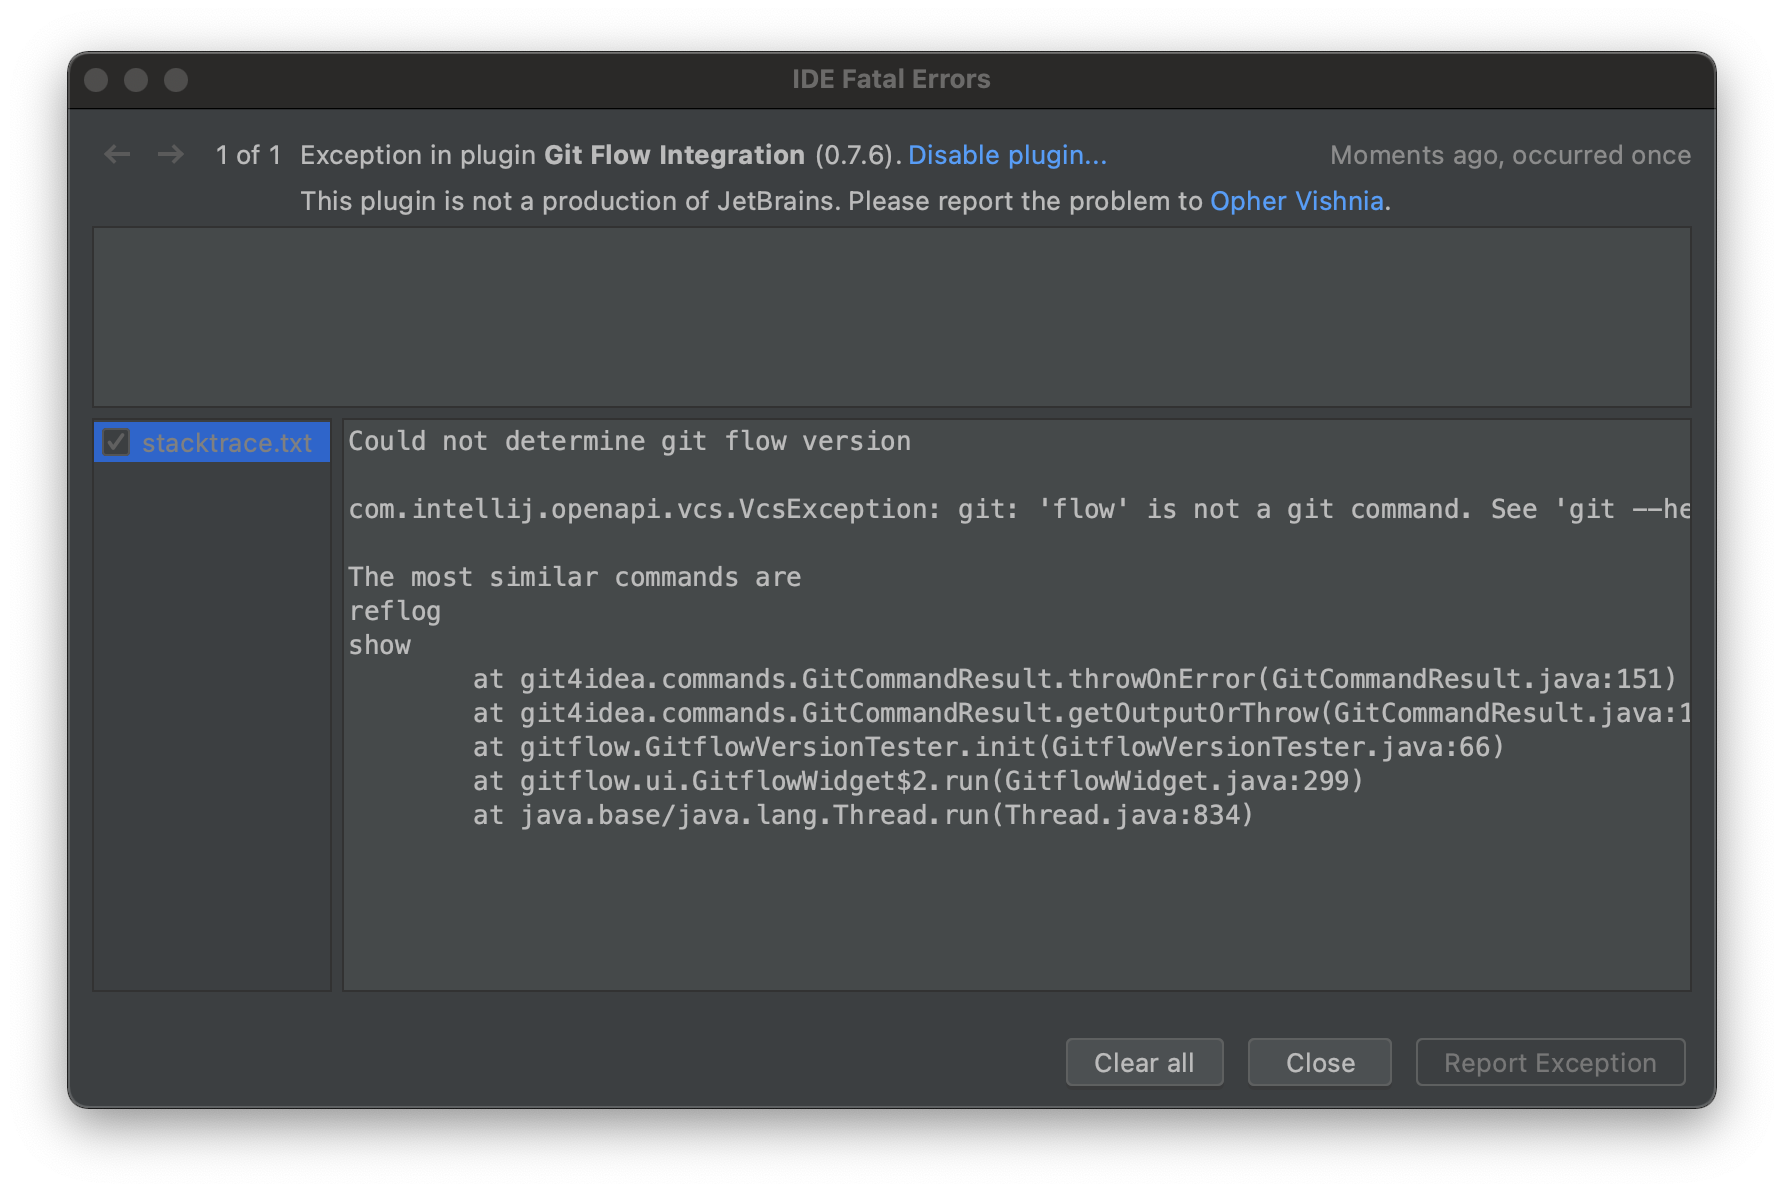 IDE Fatal Errors
1 of 1 Exception in plugin Git Flow Integration (0.7.6). Disable plugin... Moments ago, occurred once
This plugin is not a production of JetBrains. Please report the problem to Opher Vishnia.
stacktrace.txt
Could not determine git flow version
com.intellij.openapi.vcs.VcsException: git: 'flow' is not a git command. See 'git --he
The most similar commands are
reflog
show
at git4idea.commands.GitCommandResult.throwOnError(GitCommandResult.java:151)
at git4idea.commands.GitCommandResult.getOutputOrThrow(GitCommandResult.java:1
at gitflow.GitflowVersionTester.init(GitflowVersionTester.java:66)
at gitflow.ui.GitflowWidget$2.run(GitflowWidget.java:299)
at java.base/java.lang.Thread.run(Thread.java:834)
Clear all Close Report Exception